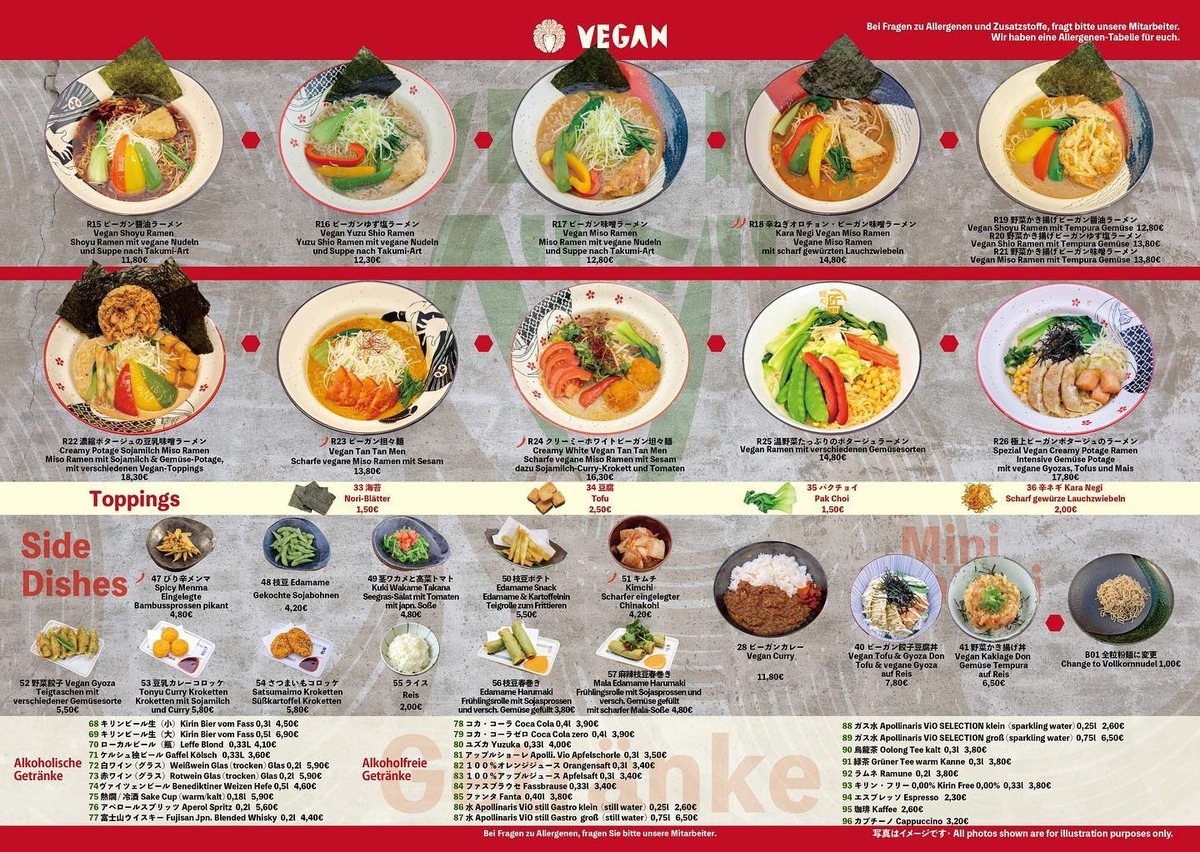 VEGAN
Bei Fragen zu Allergenen und Zusatzstoffe, fragt bitte unsere Mitarbeiter.
Wir haben eine Allergenen-Tabelle für euch.
R15 ビーガン醤油ラーメン
Vegan Shoyu Ramen
Shoyu Ramen mit vegane Nudeln
und Suppe nach Takumi-Art
11,80€
R16 ビーガンゆず塩ラーメン
Vegan Yuzu Shio Ramen
Yuzu Shio Ramen mit vegane Nudeln
und Suppe nach Takumi-Art
12,30€
R17 ビーガン味噌ラーメン
Vegan Miso Ramen
Miso Ramen mit vegane Nudeln
und Suppe nach Takumi-Art
12,80€
R18 辛ねぎオロチョン・ビーガン味噌ラーメン
Kara Negi Vegan Miso Ramen
Vegane Miso Ramen
mit scharf gewürzten Lauchzwiebeln
14,80€
R19 野菜かき揚げビーガン醤油ラーメン
Vegan Shoyu Ramen mit Tempura Gemüse 12,80€
R20 野菜かき揚げビーガンゆず塩ラーメン
Vegan Shio Ramen mit Tempura Gemüse 13,80€
R21 野菜かき揚げビーガン味噌ラーメン
Vegan Miso Ramen mit Tempura Gemüse 13,80€
R22 濃縮ポタージュの豆乳味噌ラーメン
Creamy Potage Sojamilch Miso Ramen
Miso Ramen mit Sojamilch & Gemüse-Potage,
mit verschiedenen Vegan-Toppings
18,30€
R23 ビーガン担々麺
Vegan Tan Tan Men
Scharfe vegane Miso Ramen mit Sesam
13,80€
R24 クリーミーホワイトビーガン坦々麺
Creamy White Vegan Tan Tan Men
Scharfe vegane Miso Ramen mit Sesam
dazu Sojamilch-Curry-Krokett und Tomaten
16,30€
R25 温野菜たっぷりのポタージュラーメン
Vegan Ramen mit verschiedenen Gemüsesorten
14,80€
R26 極上ビーガンポタージュのラーメン
Spezial Vegan Creamy Potage Ramen
Intensive Gemüse Potage
mit vegane Gyozas, Tofus und Mais
17,80€
Toppings
33 海苔
Nori-Blätter
1,50€
34 豆腐
Tofu
2,50€
35 パクチョイ
Pak Choi
1,50€
36 辛ネギ Kara Negi
Scharf gewürze Lauchzwiebeln
2,00€
Side
Dishes
Mini
47 ぴり辛メンマ
Spicy Menma
Eingelegte
Bambussprossen pikant
4,80€
48 枝豆 Edamame
Gekochte Sojabohnen
4,20€
49 茎ワカメと高菜トマト
Kuki Wakame Takana
Seegras-Salat mit Tomaten
mit japn. Soße
4,80€
50 枝豆ポテト
Edamame Snack
Edamame & Kartoffelnin
Teigrolle zum Frittieren
5,50€
51 キムチ
Kimchi
Scharfer eingelegter
Chinakohl
4,20€
28 ビーガンカレー
Vegan Curry
11,80€
40 ビーガン餃子豆腐丼
Vegan Tofu & Gyoza Don
Tofu & vegane Gyoza
auf Reis
7,80€
41 野菜かき揚げ丼
Vegan Kakiage Don
Gemüse Tempura
auf Reis
6,50€
B01 全粒粉麺に変更
Change to Vollkornnudel 1,00€
52 野菜餃子 Vegan Gyoza
Teigtaschen mit
verschiedener Gemüsesorte
5,50€
53 豆乳カレーコロッケ
Tonyu Curry Kroketten
Kroketten mit Sojamilch
und Curry 5,80€
54 さつまいもコロッケ
Satsumaimo Kroketten
Süßkartoffel Kroketten
5,80€
55 ライス
Reis
2,00€
56 枝豆春巻き
Edamame Harumaki
Frühlingsrolle mit Sojasprossen
und versch. Gemüse gefüllt 3,80€
57 麻辣枝豆春巻き
Mala Edamame Harumaki
Frühlingsrolle mit Sojasprossen und
versch. Gemüse gefüllt
mit scharfer Mala-Soße 4,80€
Getränke
Alkoholische
Getränke
68 キリンビール生（小）Kirin Bier vom Fass 0,3l 4,50€
69 キリンビール生（大）Kirin Bier vom Fass 0,5l 6,90€
70 ローカルビール（瓶）Leffe Blond 0,33L 4,10€
71 ケルシュ独ビール Gaffel Kölsch 0,33L 3,60€
72 白ワイン（グラス）Weißwein Glas (trocken) Glas 0,2l 5,90€
73 赤ワイン（グラス）Rotwein Glas (trocken) Glas 0,2l 5,90€
74 ヴァイツェンビール Benediktiner Weizen Hefe 0,5l 4,60€
75 熱燗/冷酒 Sake Cup (warm/kalt) 0,18l 5,90€
76 アペロールスプリッツ Aperol Spritz 0,2l 5,60€
77 富士山ウイスキー Fujisan Jpn. Blended Whisky 0,2l 4,40€
Alkoholfreie
Getränke
78 コカ・コーラ Coca Cola 0,4l 3,90€
79 コカ・コーラゼロ Coca Cola zero 0,4l 3,90€
80 ユズカ Yuzuka 0,33l 4,00€
81 アップルショーレ Apolli. Vio Apfelschorle 0,3l 3,50€
82 １００％オレンジジュース Orangensaft 0,3l 3,40€
83 １００％アップルジュース Apfelsaft 0,3l 3,40€
84 ファスブラウセ Fassbrause 0,33l 3,40€
85 ファンタ Fanta 0,40l 3,80€
86 水 Apollinaris ViO still Gastro klein (still water) 0,25l 2,60€
87 水 Apollinaris ViO still Gastro groß (still water) 0,75l 6,50€
88 ガス水 Apollinaris ViO SELECTION klein (sparkling water) 0,25l 2,60€
89 ガス水 Apollinaris ViO SELECTION groß (sparkling water) 0,75l 6,50€
90 烏龍茶 Oolong Tee kalt 0,3l 3,80€
91 緑茶 Grüner Tee warm Kanne 0,3l 3,80€
92 ラムネ Ramune 0,2l 3,80€
93 キリン・フリー 0,00% Kirin Free 0,00% 0,33l 3,80€
94 エスプレッソ Espresso 2,30€
95 珈琲 Kaffee 2,60€
96 カプチーノ Cappuccino 3,20€
Bei Fragen zu Allergenen, fragen Sie bitte unsere Mitarbeiter.
写真はイメージです・All photos shown are for illustration purposes only.